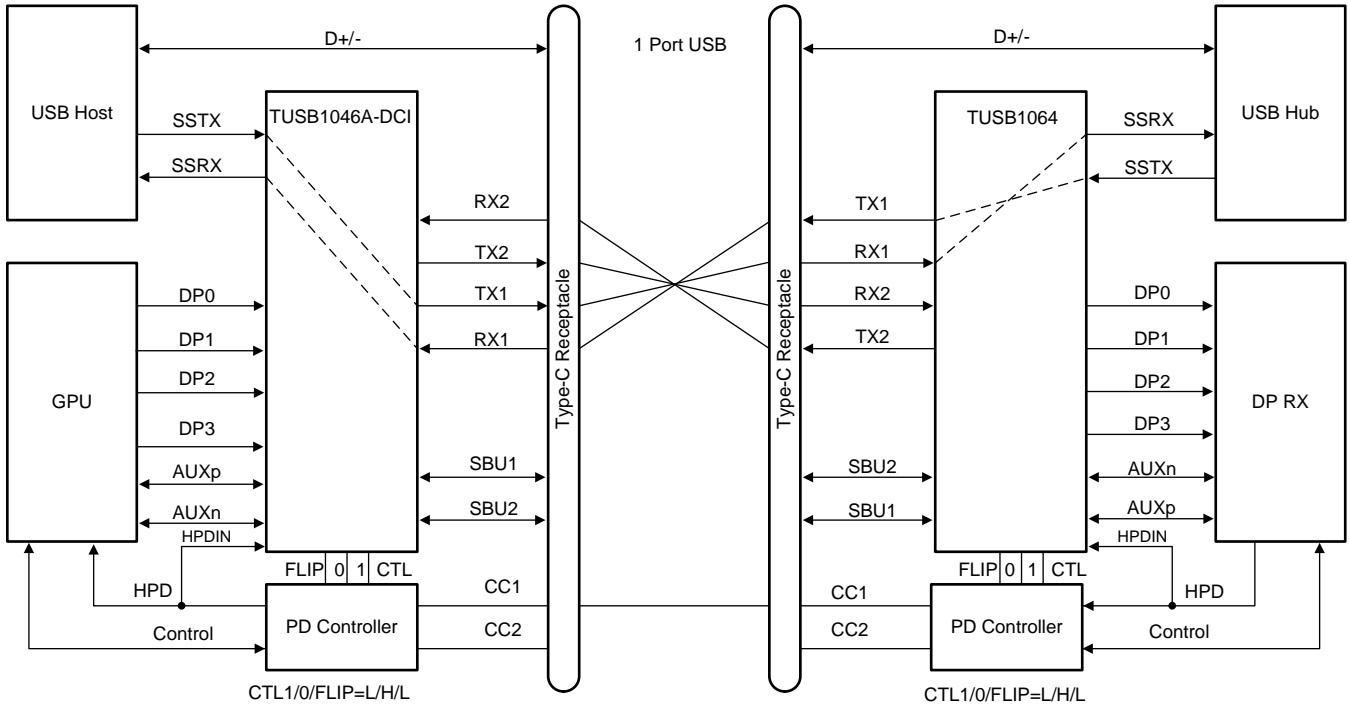 D+/-
1 Port USB
D+/-
USB Host
SSTX
SSRX
TUSB1046A-DCI
RX2
TX2
TX1
RX1
Type-C Receptacle
Type-C Receptacle
TUSB1064
TX1
RX1
RX2
TX2
SSRX
SSTX
USB Hub
GPU
DP0
DP1
DP2
DP3
AUXp
AUXn
HPDIN
SBU1
SBU2
SBU2
SBU1
DP0
DP1
DP2
DP3
AUXn
AUXp
HPDIN
DP RX
FLIP 0 1 CTL
FLIP 0 1 CTL
HPD
Control
PD Controller
CC1
CC2
CC1
CC2
PD Controller
HPD
Control
CTL1/0/FLIP=L/H/L
CTL1/0/FLIP=L/H/L